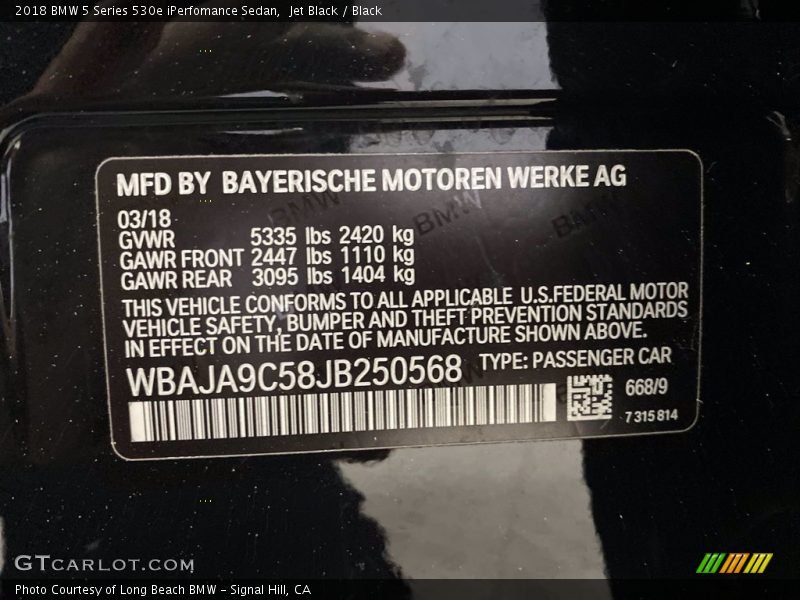 2018 BMW 5 Series 530e iPerfomance Sedan, Jet Black / Black
MFD BY BAYERISCHE MOTOREN WERKE AG
03/18
GVWR 5335 lbs 2420 kg
GAWR FRONT 2447 lbs 1110 kg
GAWR REAR 3095 lbs 1404 kg
THIS VEHICLE CONFORMS TO ALL APPLICABLE U.S.FEDERAL MOTOR
VEHICLE SAFETY, BUMPER AND THEFT PREVENTION STANDARDS
IN EFFECT ON THE DATE OF MANUFACTURE SHOWN ABOVE.
WBAJA9C58JB250568 TYPE: PASSENGER CAR
668/9
7 315 814
GTCARLOT.COM
Photo Courtesy of Long Beach BMW - Signal Hill, CA